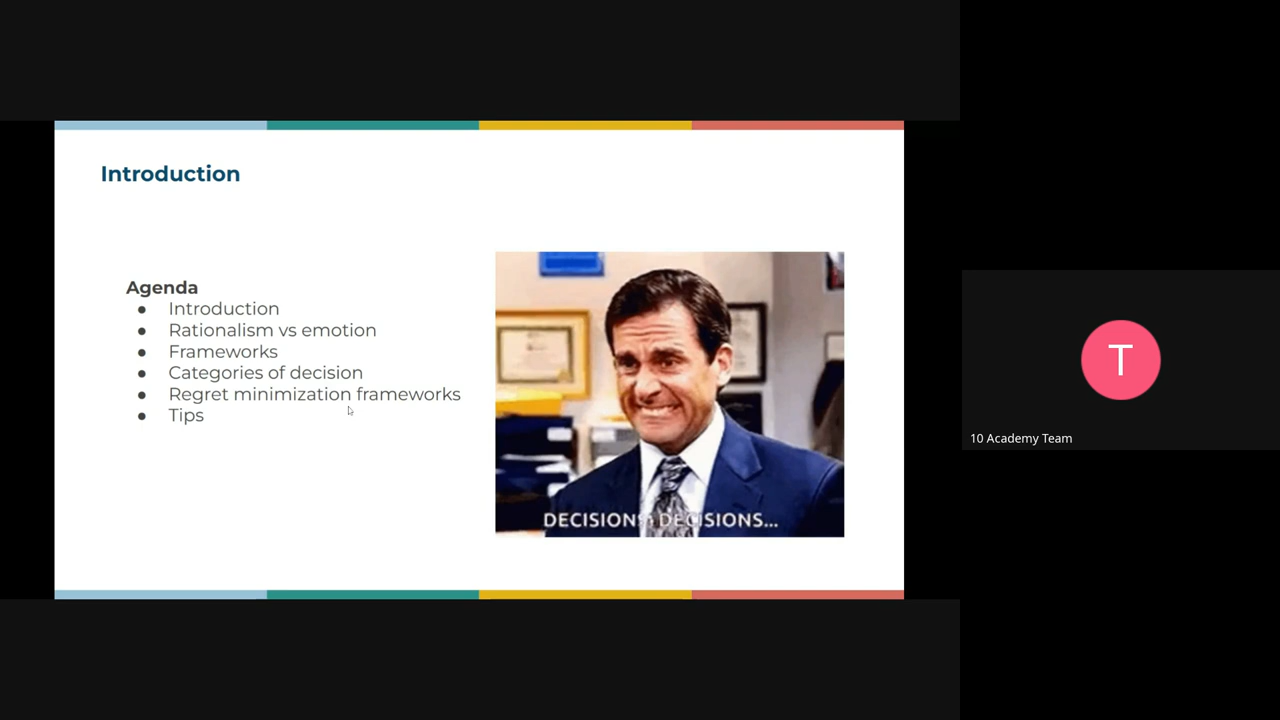 Introduction
Agenda
● Introduction
● Rationalism vs emotion
● Frameworks
● Categories of decision
● Regret minimization frameworks
● Tips
DECISIONS, DECISIONS...
T
10 Academy Team